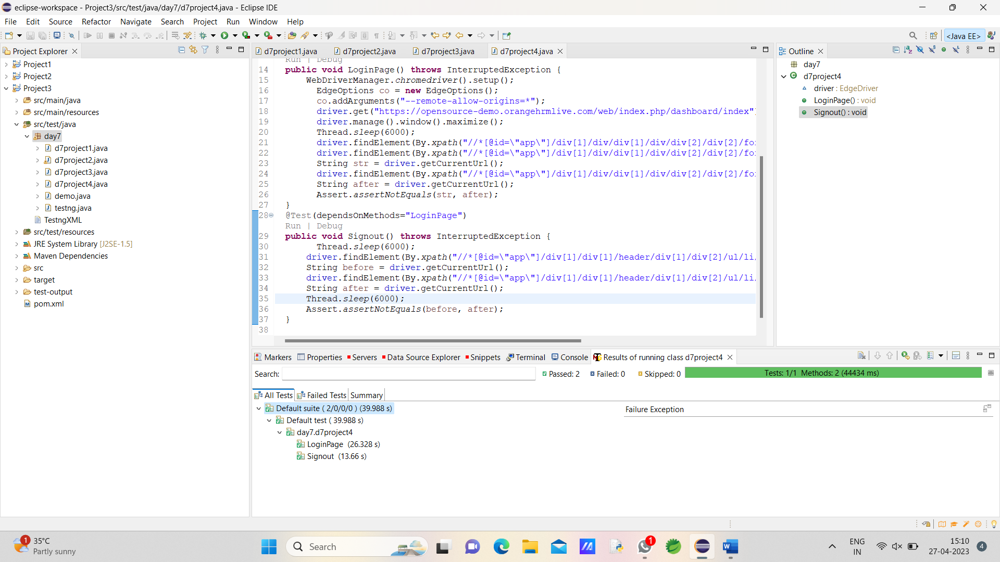 eclipse-workspace - Project3/src/test/java/day7/d7project4.java - Eclipse IDE
File Edit Source Refactor Navigate Search Project Run Window Help
<Java EE>
Project Explorer
Project1
Project2
Project3
src/main/java
src/main/resources
src/test/java
day7
d7project1.java
d7project2.java
d7project3.java
d7project4.java
demo.java
testng.java
TestngXML
src/test/resources
JRE System Library [J2SE-1.5]
Maven Dependencies
src
target
test-output
pom.xml
d7project1.java d7project2.java d7project3.java d7project4.java
Run | Debug
14 public void LoginPage() throws InterruptedException {
15 WebDriverManager.chromedriver().setup();
16 EdgeOptions co = new EdgeOptions();
17 co.addArguments("--remote-allow-origins=*");
18 driver.get("https://opensource-demo.orangehrmlive.com/web/index.php/dashboard/index")
19 driver.manage().window().maximize();
20 Thread.sleep(6000);
21 driver.findElement(By.xpath("//*[@id=\"app\"]/div[1]/div/div[1]/div/div[2]/div[2]/fo
22 driver.findElement(By.xpath("//*[@id=\"app\"]/div[1]/div/div[1]/div/div[2]/div[2]/fo
23 String str = driver.getCurrentUrl();
24 driver.findElement(By.xpath("//*[@id=\"app\"]/div[1]/div/div[1]/div/div[2]/div[2]/fo
25 String after = driver.getCurrentUrl();
26 Assert.assertNotEquals(str, after);
27 }
28 @Test(dependsOnMethods="LoginPage")
Run | Debug
29 public void Signout() throws InterruptedException {
30 Thread.sleep(6000);
31 driver.findElement(By.xpath("//*[@id=\"app\"]/div[1]/div[1]/header/div[1]/div[2]/ul/li/
32 String before = driver.getCurrentUrl();
33 driver.findElement(By.xpath("//*[@id=\"app\"]/div[1]/div[1]/header/div[1]/div[2]/ul/li/
34 String after = driver.getCurrentUrl();
35 Thread.sleep(6000);
36 Assert.assertNotEquals(before, after);
37 }
38
Outline
day7
d7project4
driver : EdgeDriver
LoginPage() : void
Signout() : void
Markers Properties Servers Data Source Explorer Snippets Terminal Console Results of running class d7project4
Search: Passed: 2 Failed: 0 Skipped: 0 Tests: 1/1 Methods: 2 (44434 ms)
All Tests Failed Tests Summary
Default suite ( 2/0/0/0 ) (39.988 s)
Default test ( 39.988 s)
day7.d7project4
LoginPage (26.328 s)
Signout (13.66 s)
Failure Exception
1
35°C
Partly sunny
Search
1
ENG
IN
15:10
27-04-2023
4